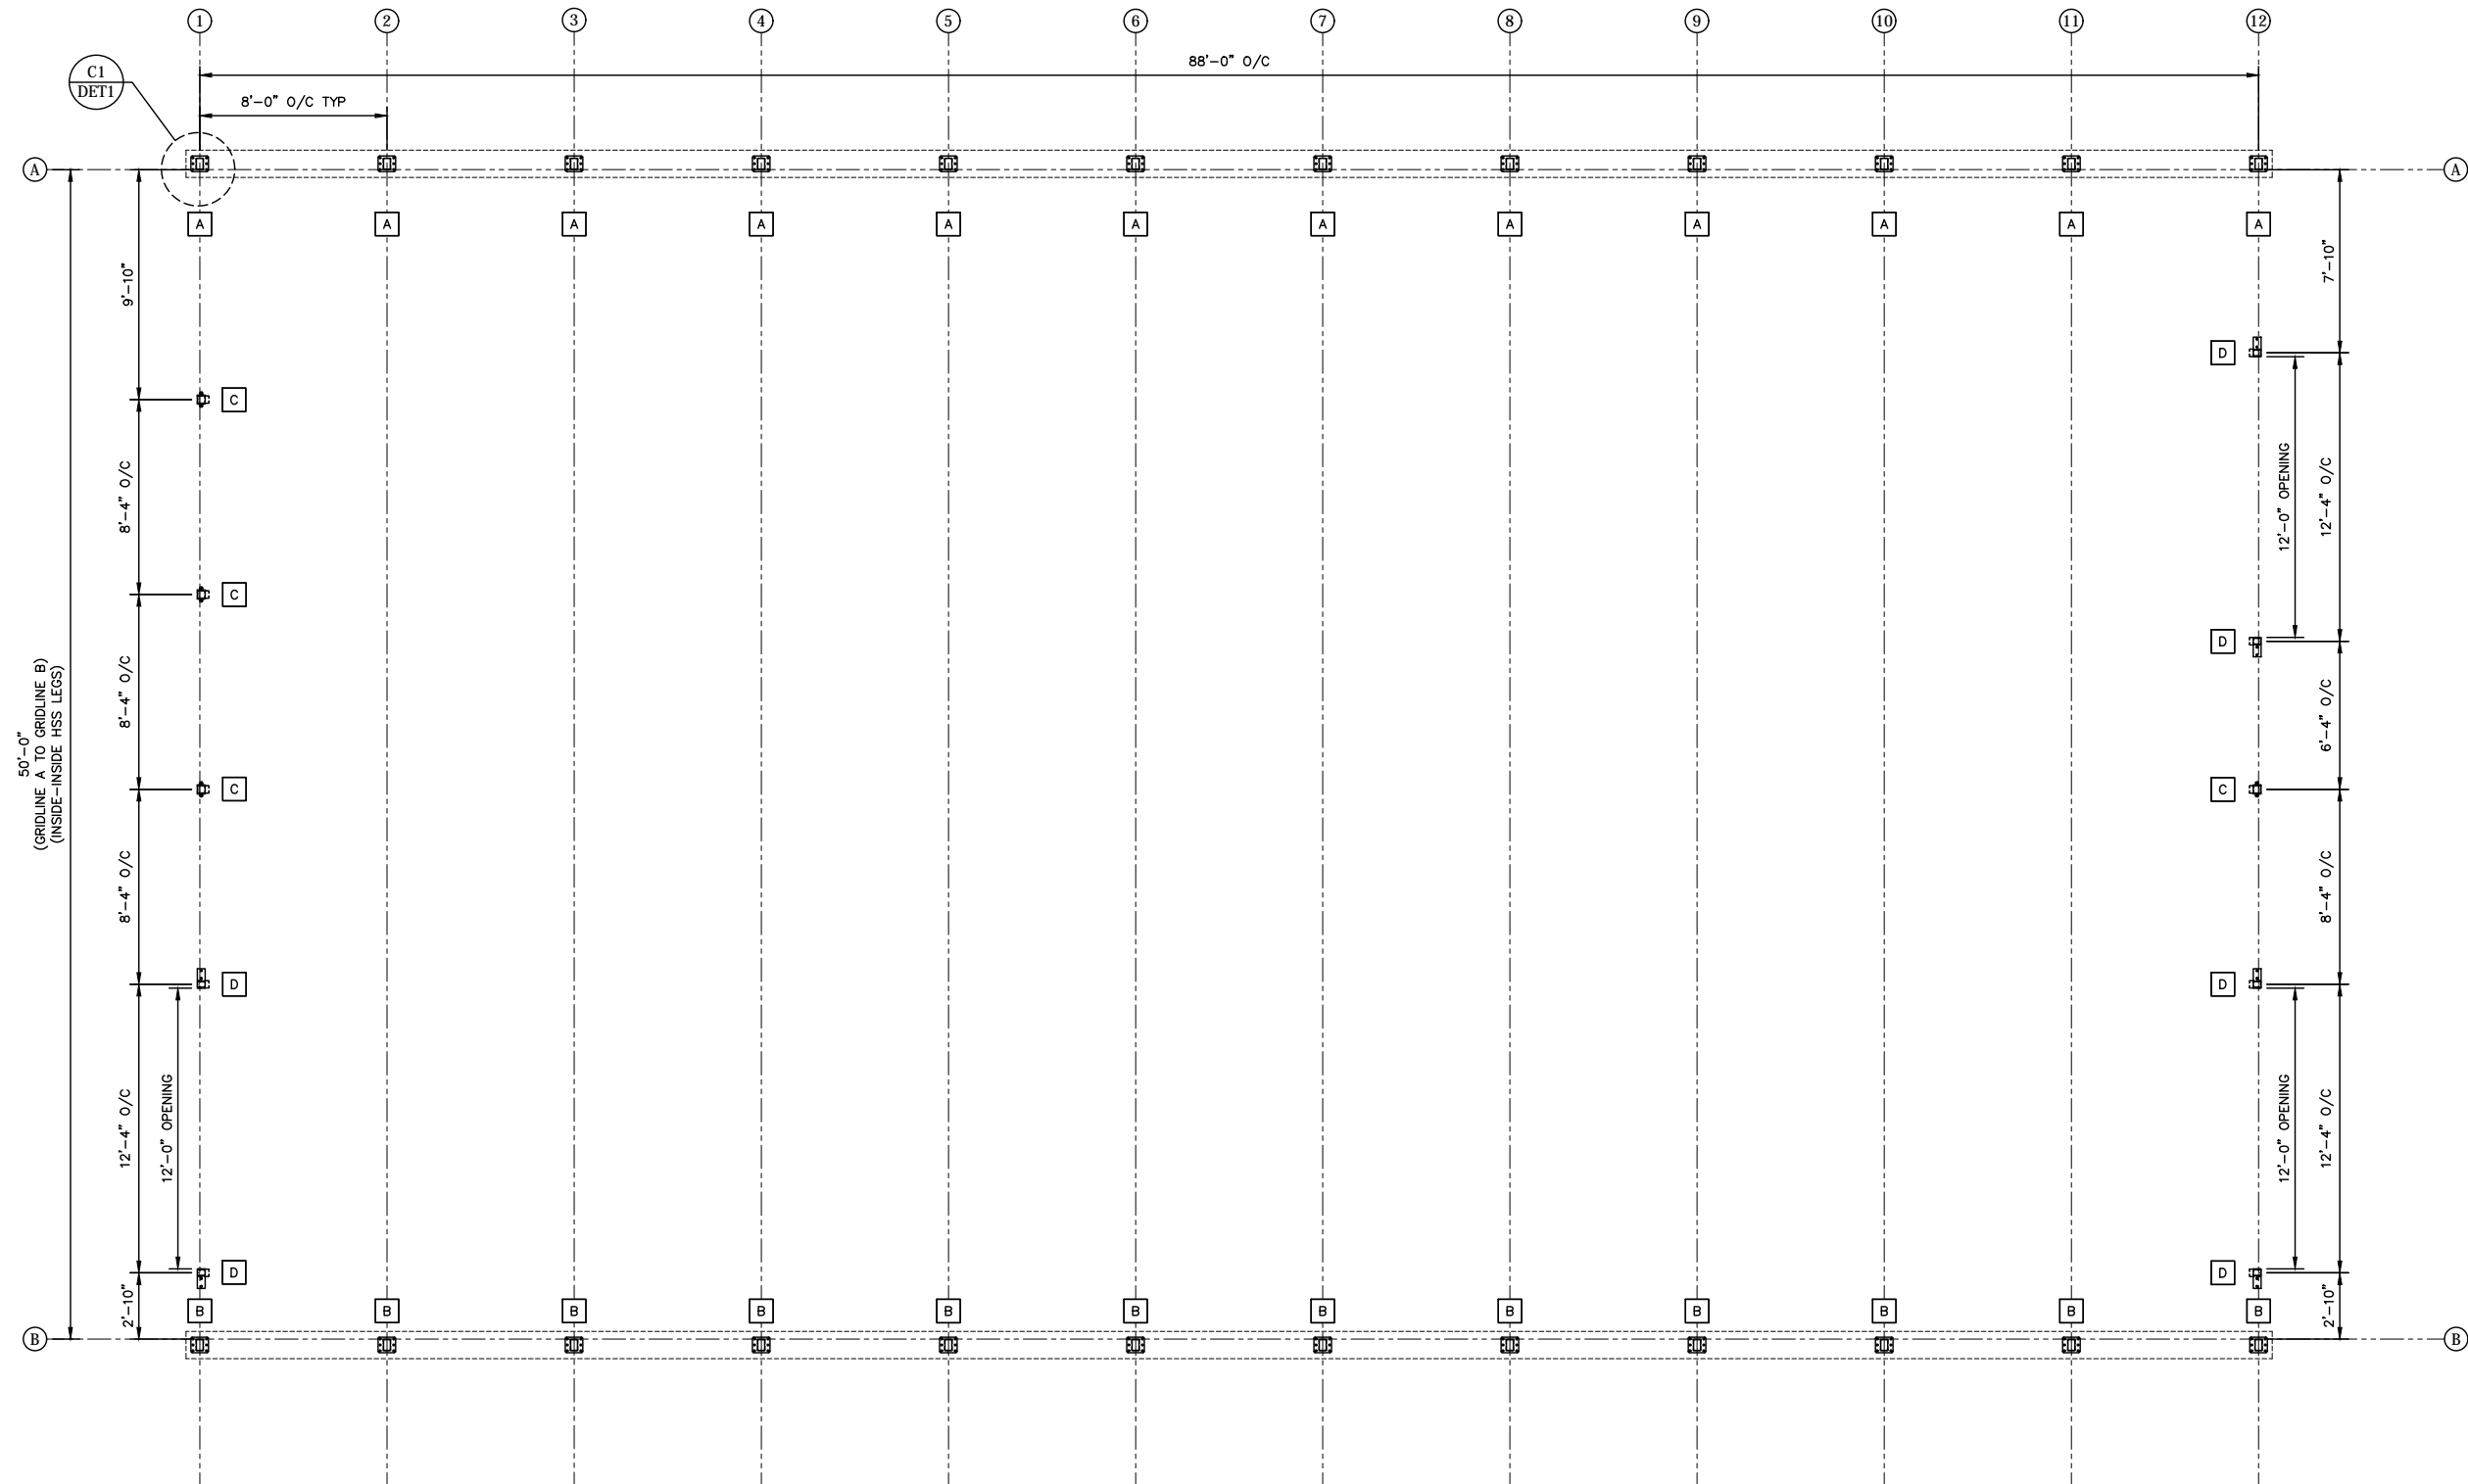 1 2 3 4 5 6 7 8 9 10 11 12
88'-0" O/C
C1
DET1
8'-0" O/C TYP
A A
A A A A A A A A A A A A
9'-10"
7'-10"
D
C
8'-4" O/C
12'-0" OPENING
12'-4" O/C
C
D
8'-4" O/C
6'-4" O/C
50'-0"
(GRIDLINE A TO GRIDLINE B)
(INSIDE-INSIDE HSS LEGS)
C
C
8'-4" O/C
8'-4" O/C
D
D
12'-4" O/C
12'-0" OPENING
12'-0" OPENING
12'-4" O/C
D
D
2'-10"
2'-10"
B B B B B B B B B B B B
B B